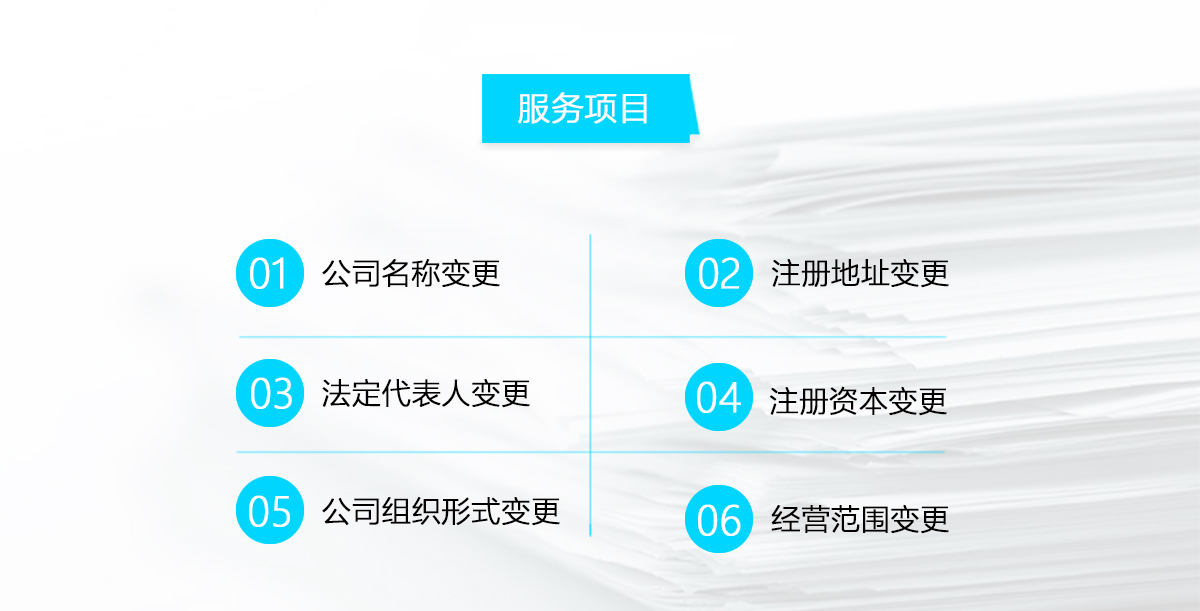 服务项目
01 公司名称变更
02 注册地址变更
03 法定代表人变更
04 注册资本变更
05 公司组织形式变更
06 经营范围变更